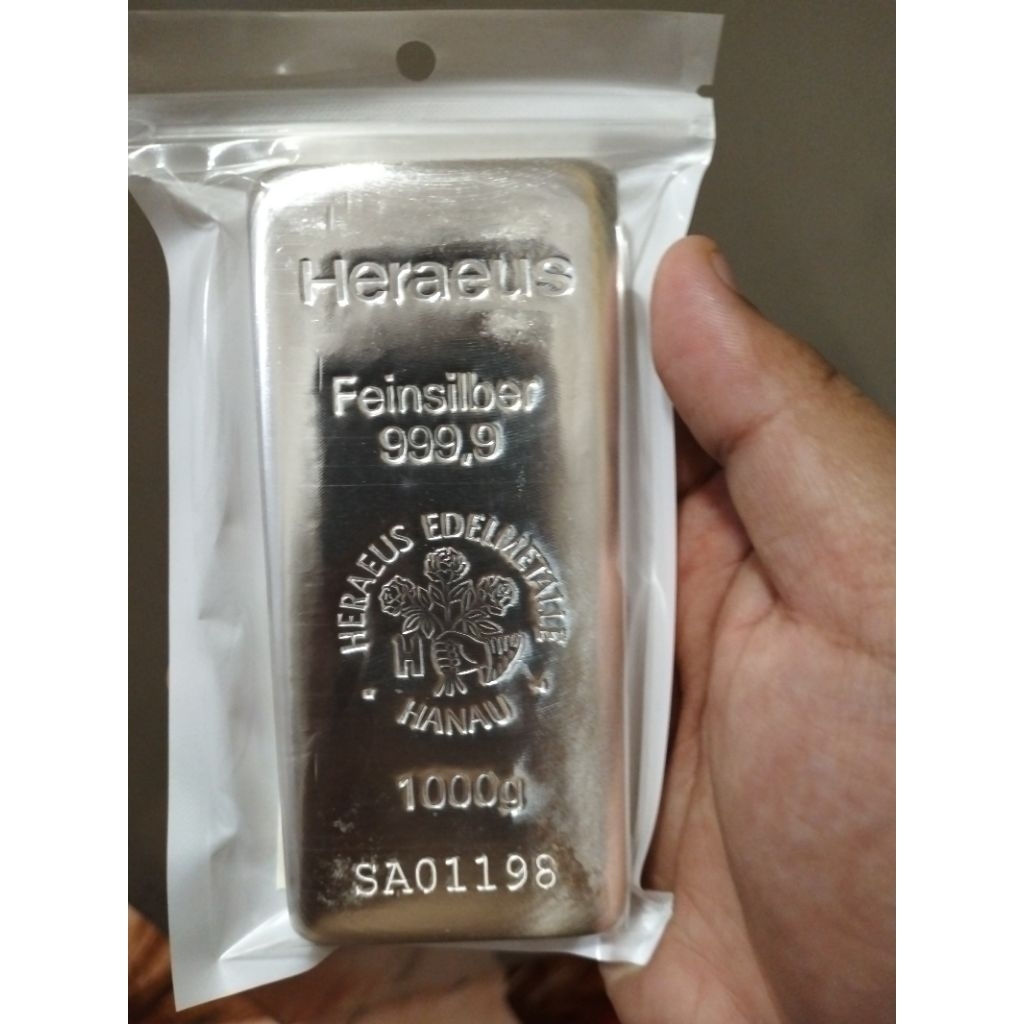 Heraeus
Feinsilber
999,9
HERAEUS EDELMETALLE
H
HANAU
1000g
SA01198